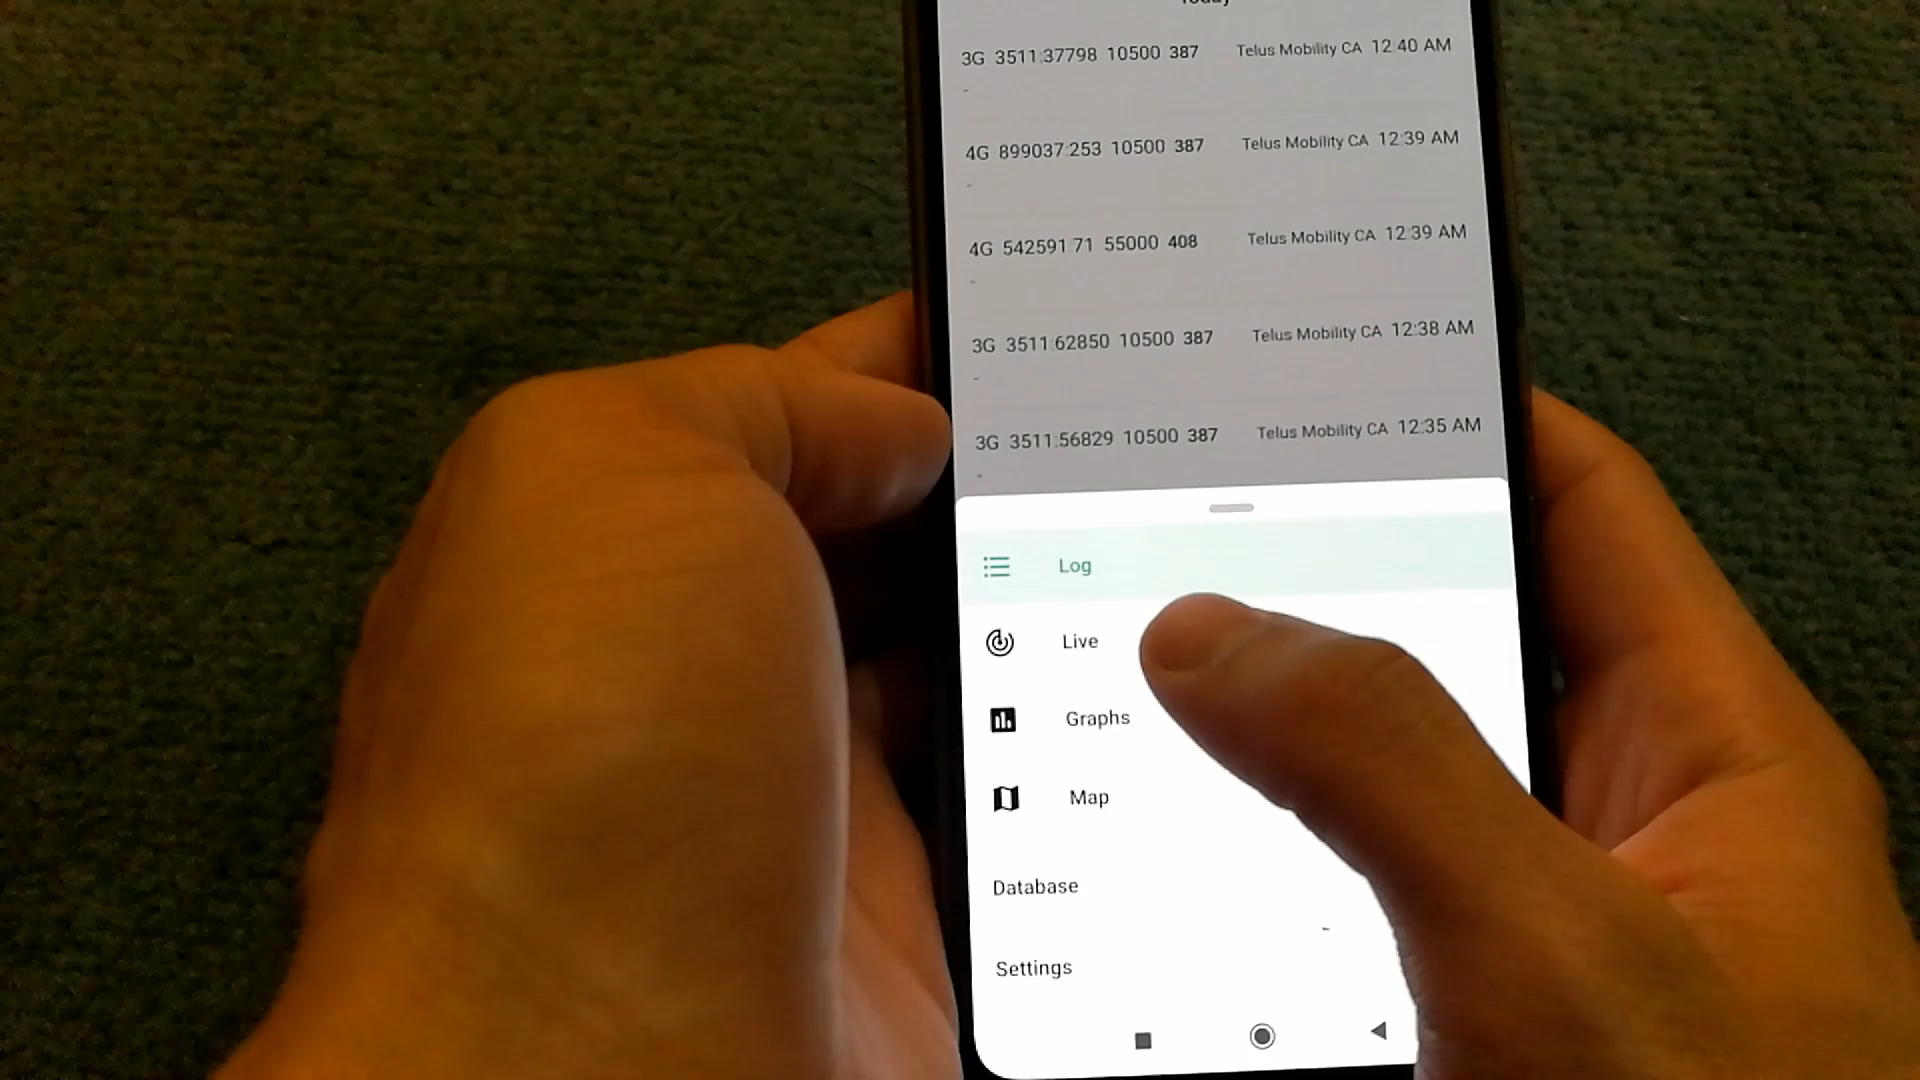 Today
3G 3511:37798 10500 387 Telus Mobility CA 12:40 AM
-
4G 899037:253 10500 387 Telus Mobility CA 12:39 AM
-
4G 542591:71 55000 408 Telus Mobility CA 12:39 AM
-
3G 3511:62850 10500 387 Telus Mobility CA 12:38 AM
-
3G 3511:56829 10500 387 Telus Mobility CA 12:35 AM
-
Log
Live
Graphs
Map
Database
Settings